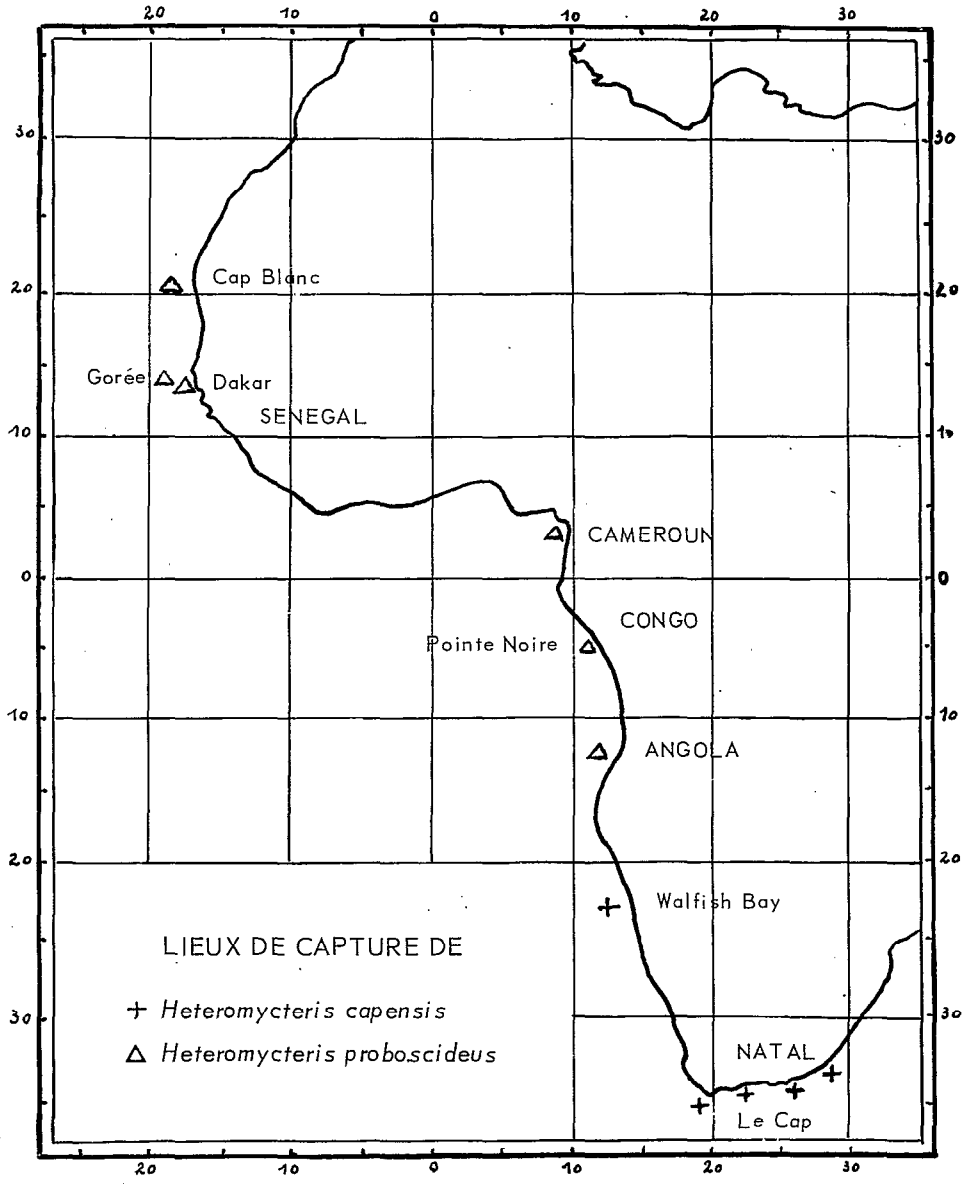 20 10 0 10 20 30
30 30
Cap Blanc
20 20
Gorée Dakar
SENEGAL
10 10
CAMEROUN
0 0
CONGO
Pointe Noire
10 10
ANGOLA
20 20
Walfish Bay
LIEUX DE CAPTURE DE
+ Heteromycteris capensis
30 30
△ Heteromycteris proboscideus
NATAL
Le Cap
20 10 0 10 20 30